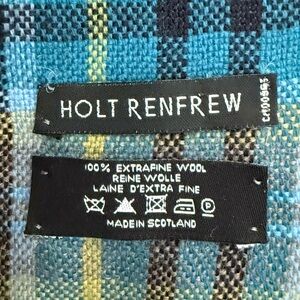 HOLT RENFREW
100% EXTRAFINE WOOL
REINE WOLLE
LAINE D'EXTRA FINE
P
MADE IN SCOTLAND